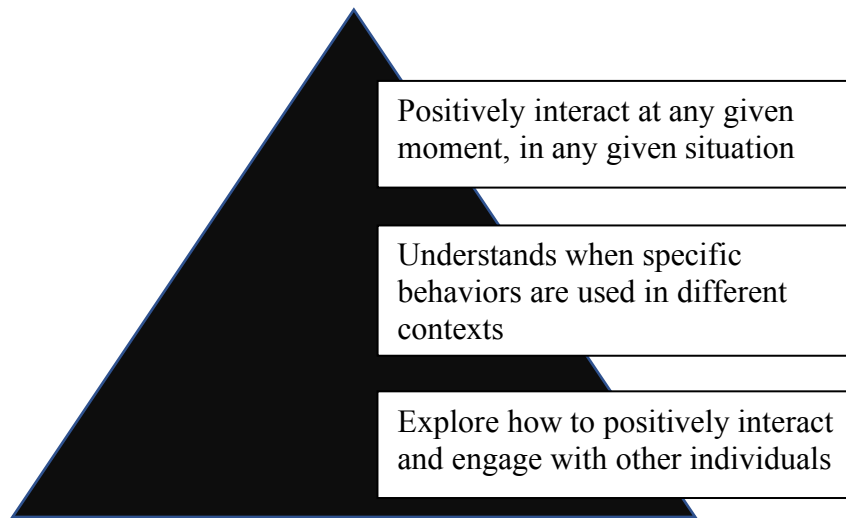 Positively interact at any given
moment, in any given situation
Understands when specific
behaviors are used in different
contexts
Explore how to positively interact
and engage with other individuals